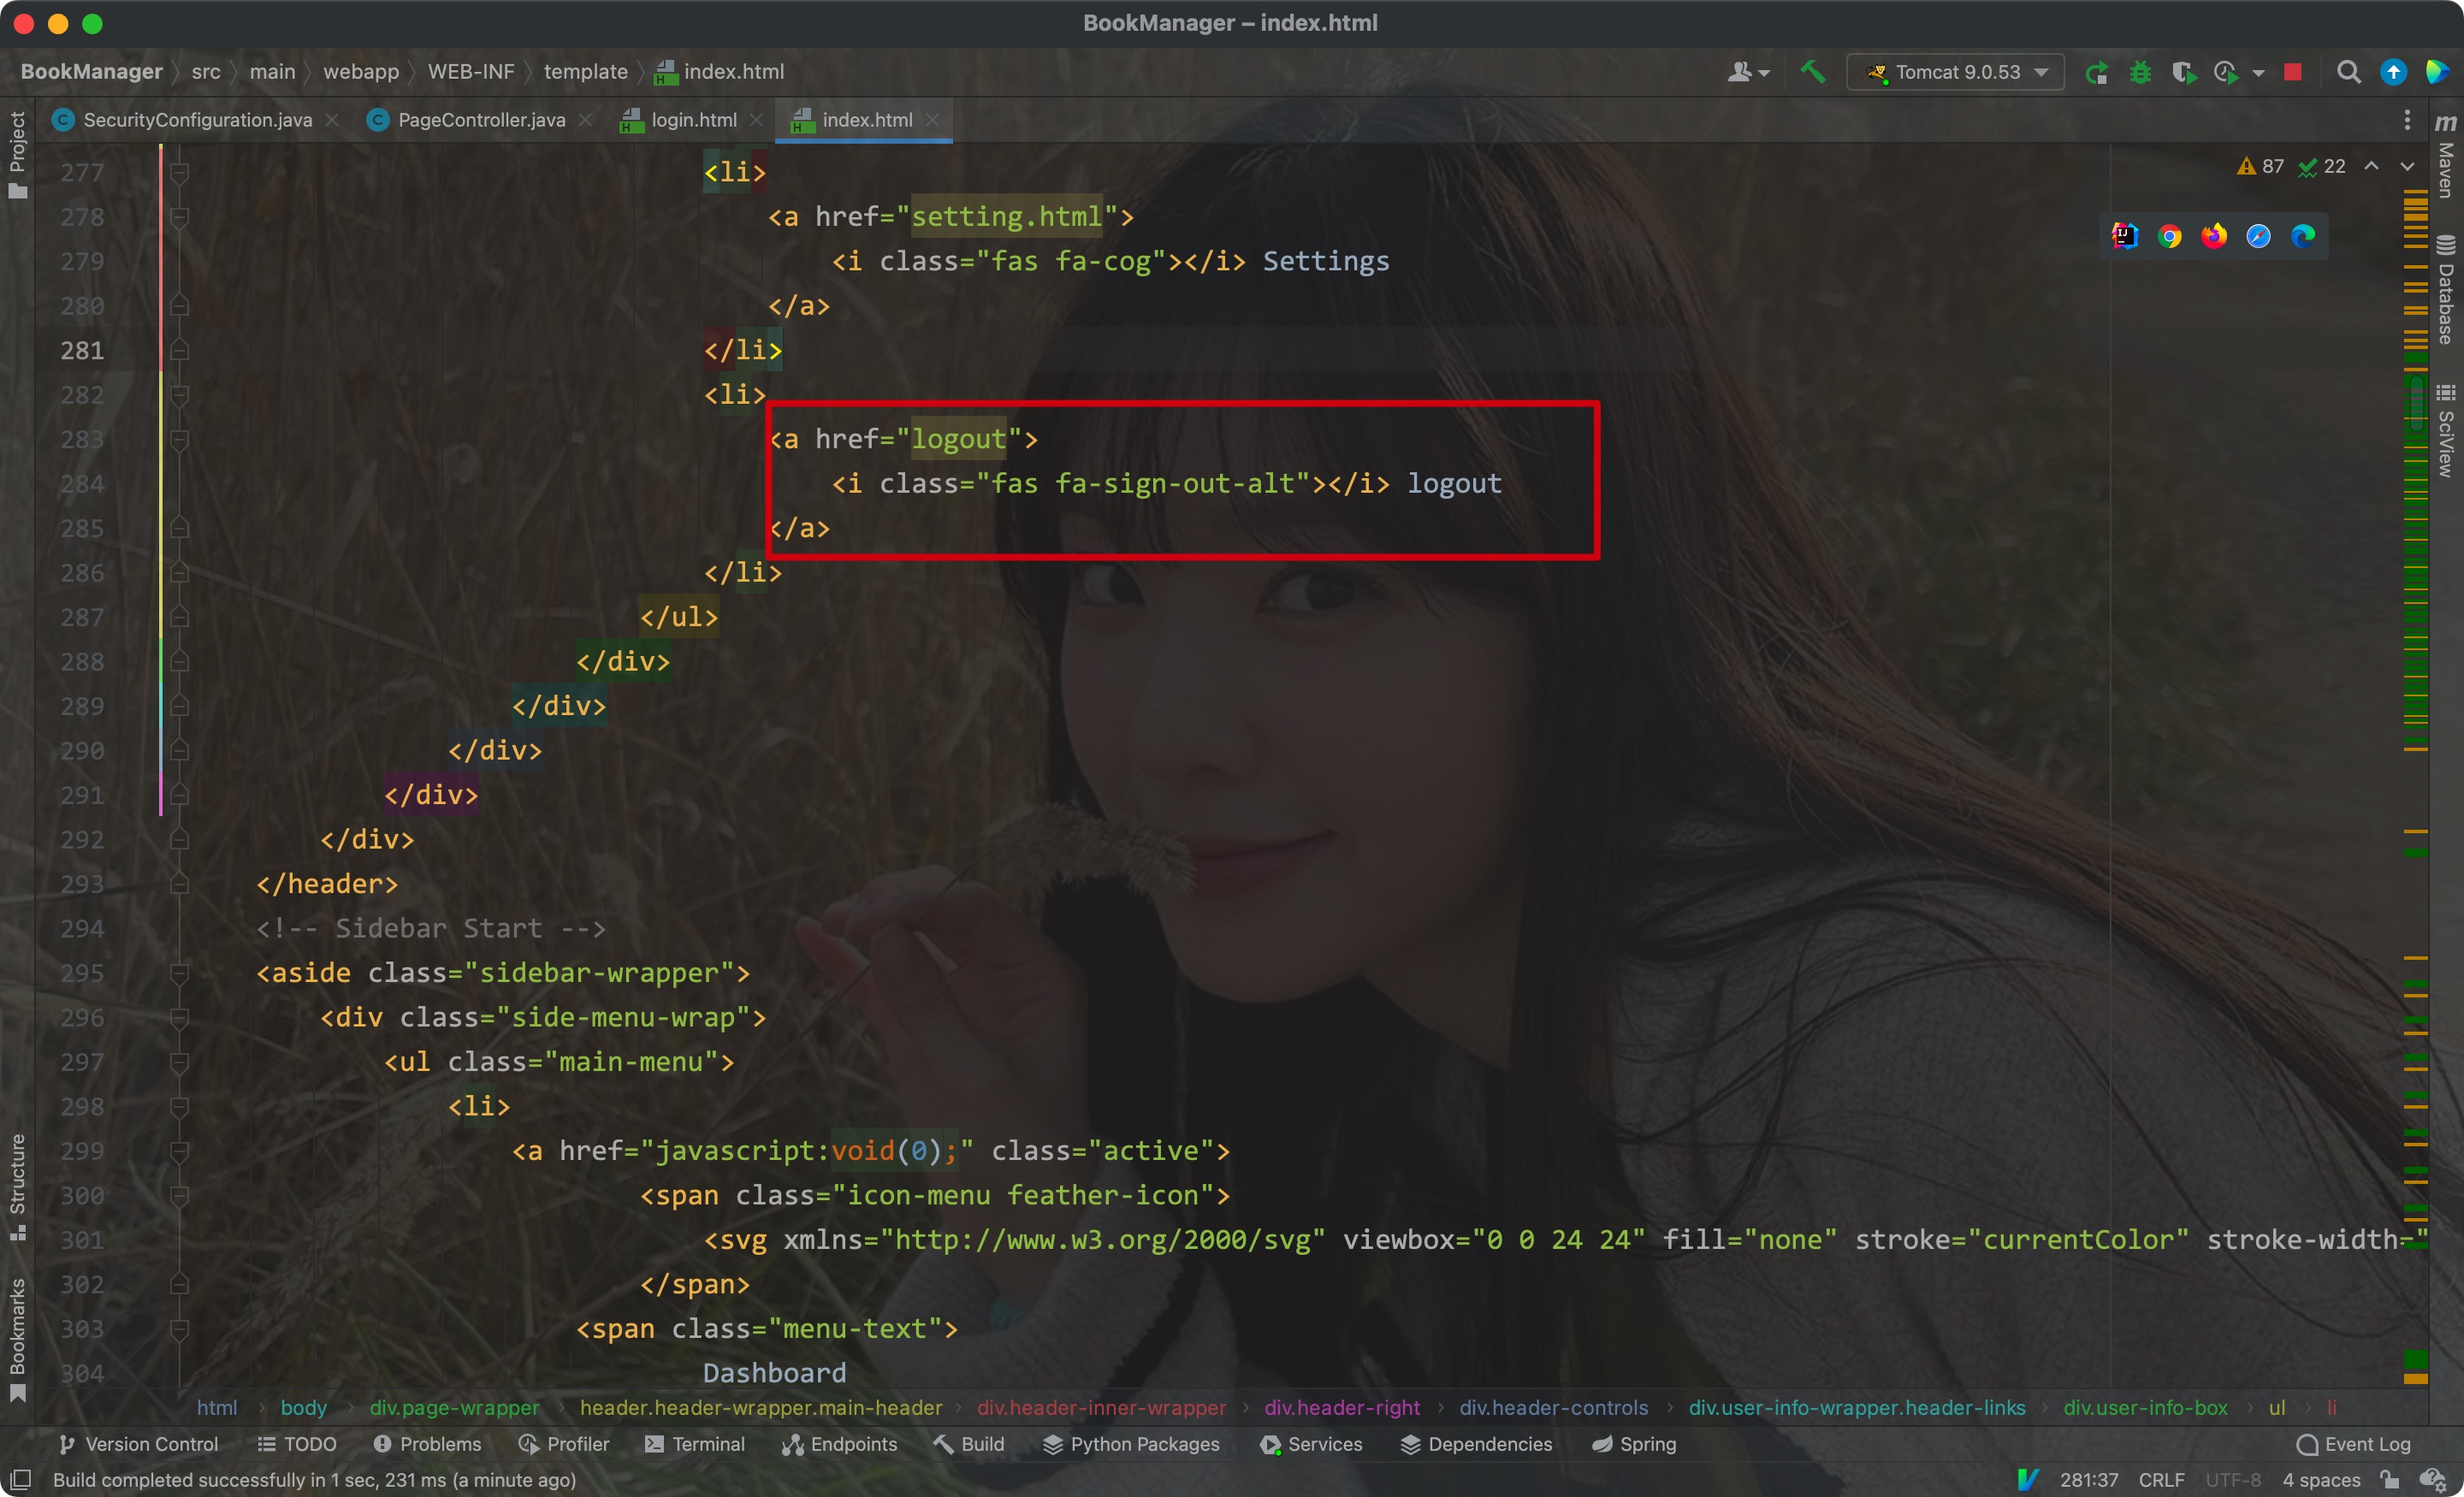 BookManager – index.html
BookManager src main webapp WEB-INF template index.html Tomcat 9.0.53
SecurityConfiguration.java PageController.java login.html index.html
Project
87 22
277 <li>
278 <a href="setting.html">
279 <i class="fas fa-cog"></i> Settings
280 </a>
281 </li>
282 <li>
283 <a href="logout">
284 <i class="fas fa-sign-out-alt"></i> logout
285 </a>
286 </li>
287 </ul>
288 </div>
289 </div>
290 </div>
291 </div>
292 </div>
293 </header>
294 <!-- Sidebar Start -->
295 <aside class="sidebar-wrapper">
296 <div class="side-menu-wrap">
297 <ul class="main-menu">
298 <li>
299 <a href="javascript:void(0);" class="active">
300 <span class="icon-menu feather-icon">
301 <svg xmlns="http://www.w3.org/2000/svg" viewbox="0 0 24 24" fill="none" stroke="currentColor" stroke-width="
302 </span>
303 <span class="menu-text">
304 Dashboard
Structure
Bookmarks
m
Maven
Database
SciView
html body div.page-wrapper header.header-wrapper.main-header div.header-inner-wrapper div.header-right div.header-controls div.user-info-wrapper.header-links div.user-info-box ul li
Version Control TODO Problems Profiler Terminal Endpoints Build Python Packages Services Dependencies Spring Event Log
Build completed successfully in 1 sec, 231 ms (a minute ago) 281:37 CRLF UTF-8 4 spaces